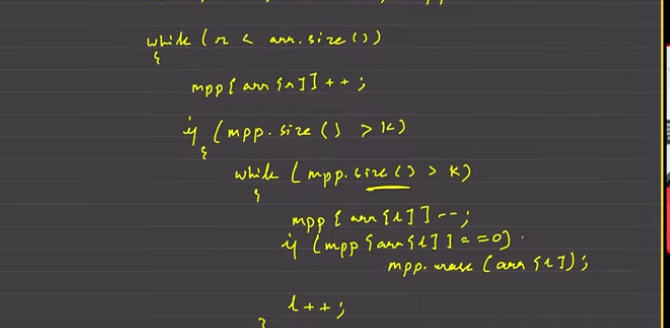 while (r < arr.size())
{
mpp[arr[r]]++;
if (mpp.size() > k)
{
while (mpp.size() > k)
{
mpp[arr[l]]--;
if (mpp[arr[l]] == 0)
mpp.erase(arr[l]);
l++;
}